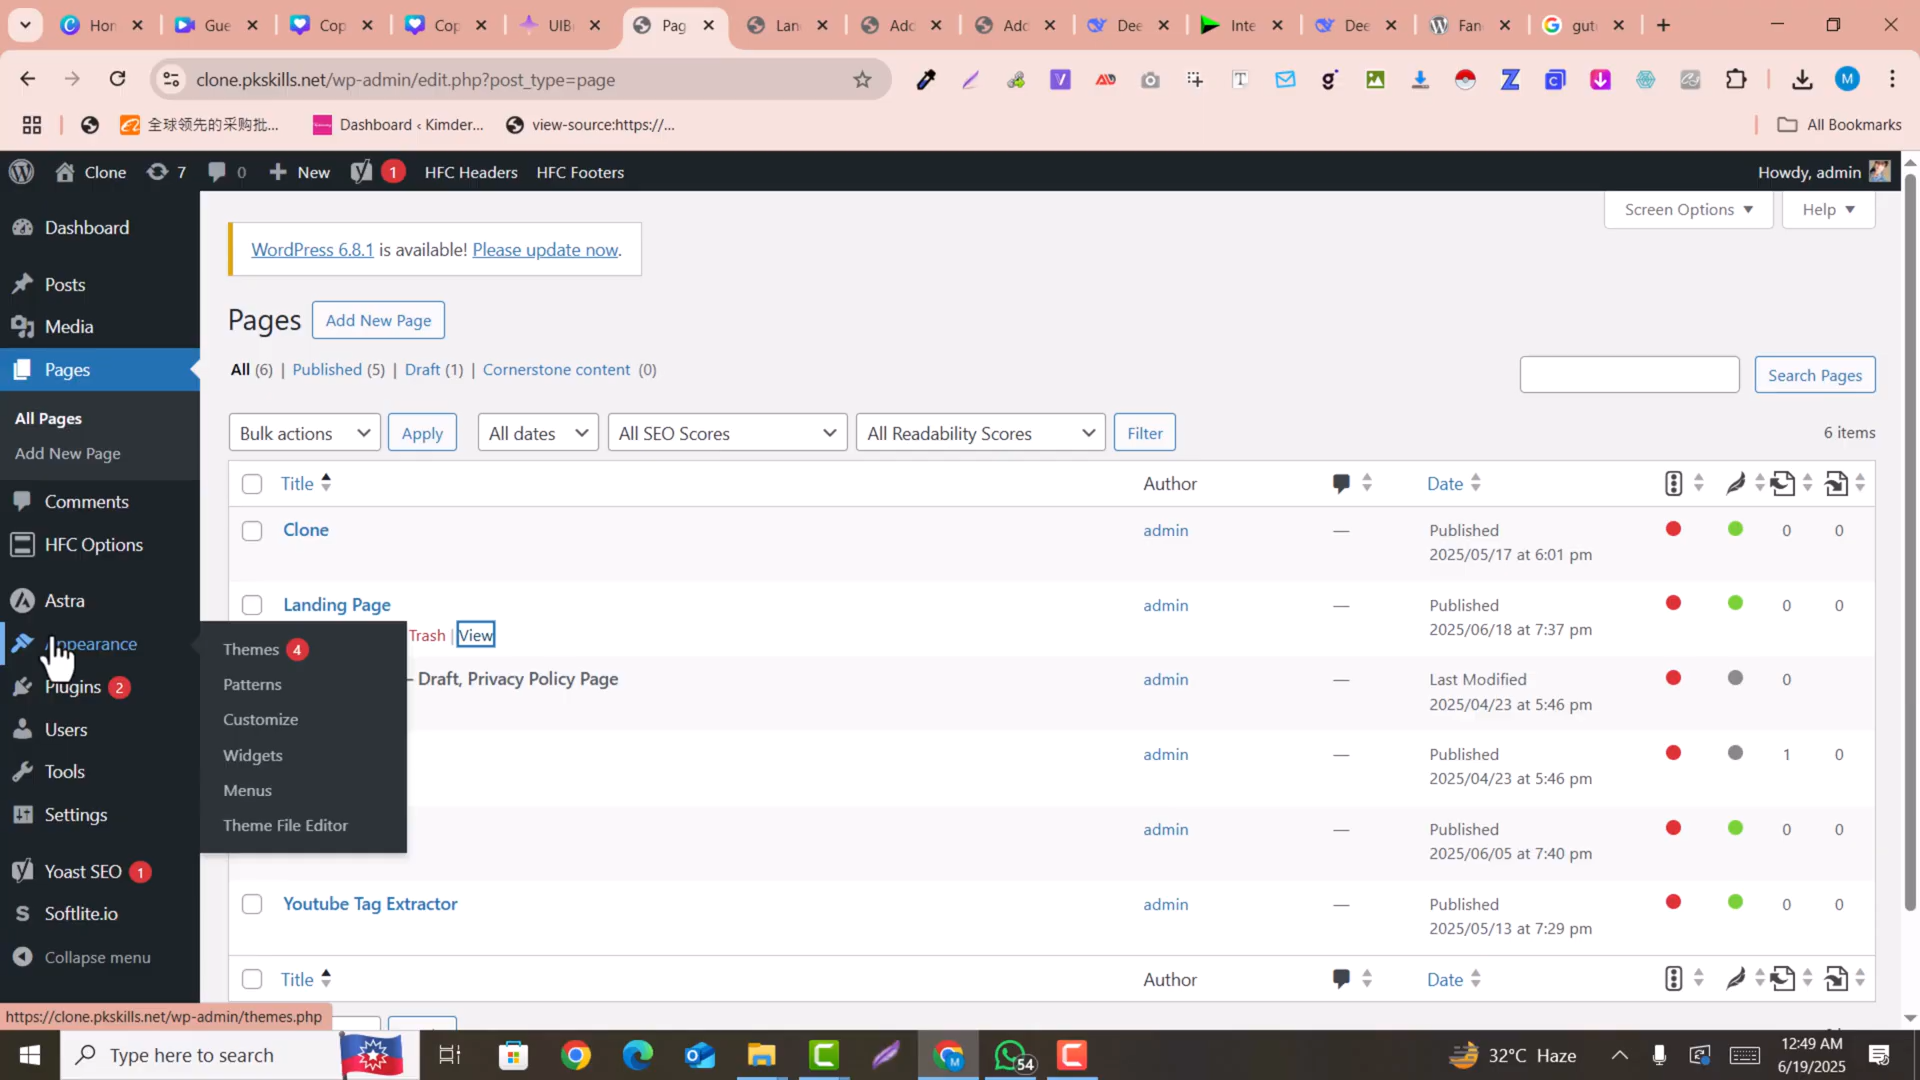 Hor
Gue
Cop
Cop
UIB
Pag
Lan
Adc
Adc
Dee
Inte
Dee
Fan
gut
clone.pkskills.net/wp-admin/edit.php?post_type=page
全球领先的采购批...
Dashboard ‹ Kimder...
view-source:https://...
All Bookmarks
Clone
7
0
New
1
HFC Headers
HFC Footers
Howdy, admin
Dashboard
Posts
Media
Pages
All Pages
Add New Page
Comments
HFC Options
Astra
Appearance
Plugins 2
Users
Tools
Settings
Yoast SEO 1
Softlite.io
Collapse menu
Themes 4
Patterns
Customize
Widgets
Menus
Theme File Editor
Screen Options
Help
WordPress 6.8.1 is available! Please update now.
Pages
Add New Page
All (6) | Published (5) | Draft (1) | Cornerstone content (0)
Search Pages
Bulk actions
Apply
All dates
All SEO Scores
All Readability Scores
Filter
6 items
Title
Author
Date
Clone
admin
—
Published
2025/05/17 at 6:01 pm
0
0
Landing Page
Trash | View
admin
—
Published
2025/06/18 at 7:37 pm
0
0
– Draft, Privacy Policy Page
admin
—
Last Modified
2025/04/23 at 5:46 pm
0
admin
—
Published
2025/04/23 at 5:46 pm
1
0
admin
—
Published
2025/06/05 at 7:40 pm
0
0
Youtube Tag Extractor
admin
—
Published
2025/05/13 at 7:29 pm
0
0
Title
Author
Date
https://clone.pkskills.net/wp-admin/themes.php
Type here to search
54
32°C Haze
12:49 AM
6/19/2025